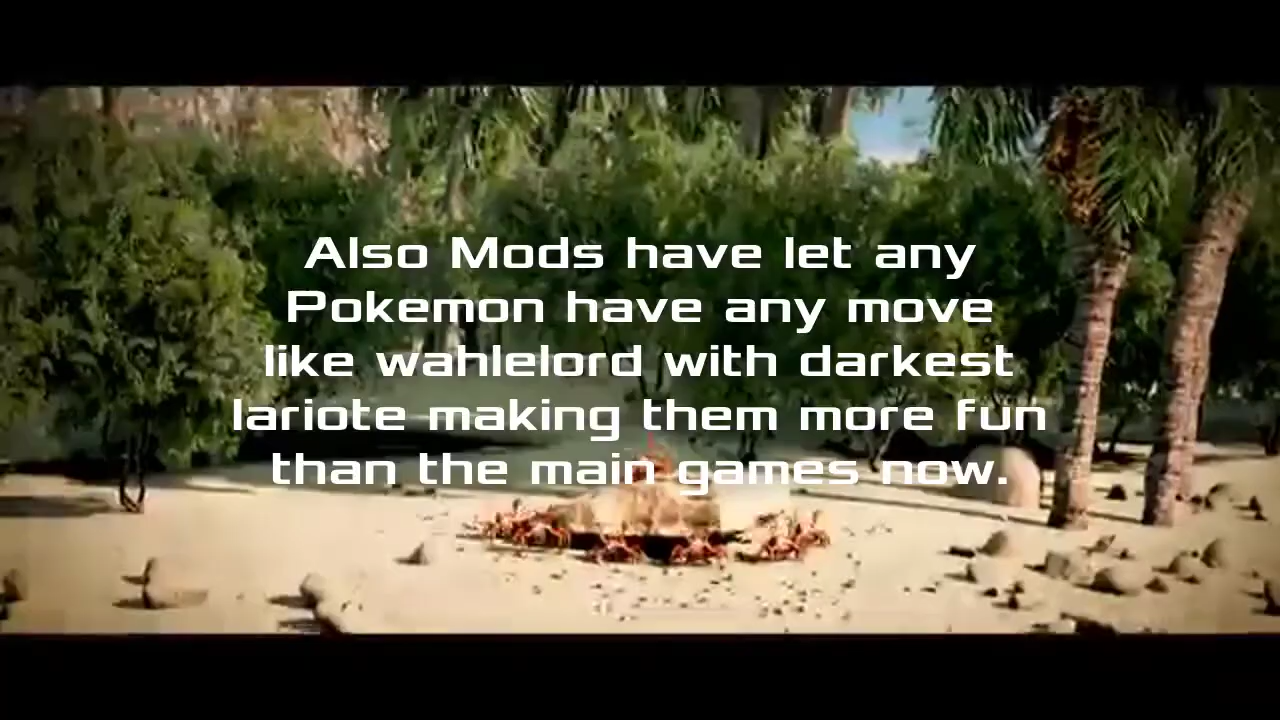 Also Mods have let any
Pokemon have any move
like wahlelord with darkest
lariote making them more fun
than the main games now.